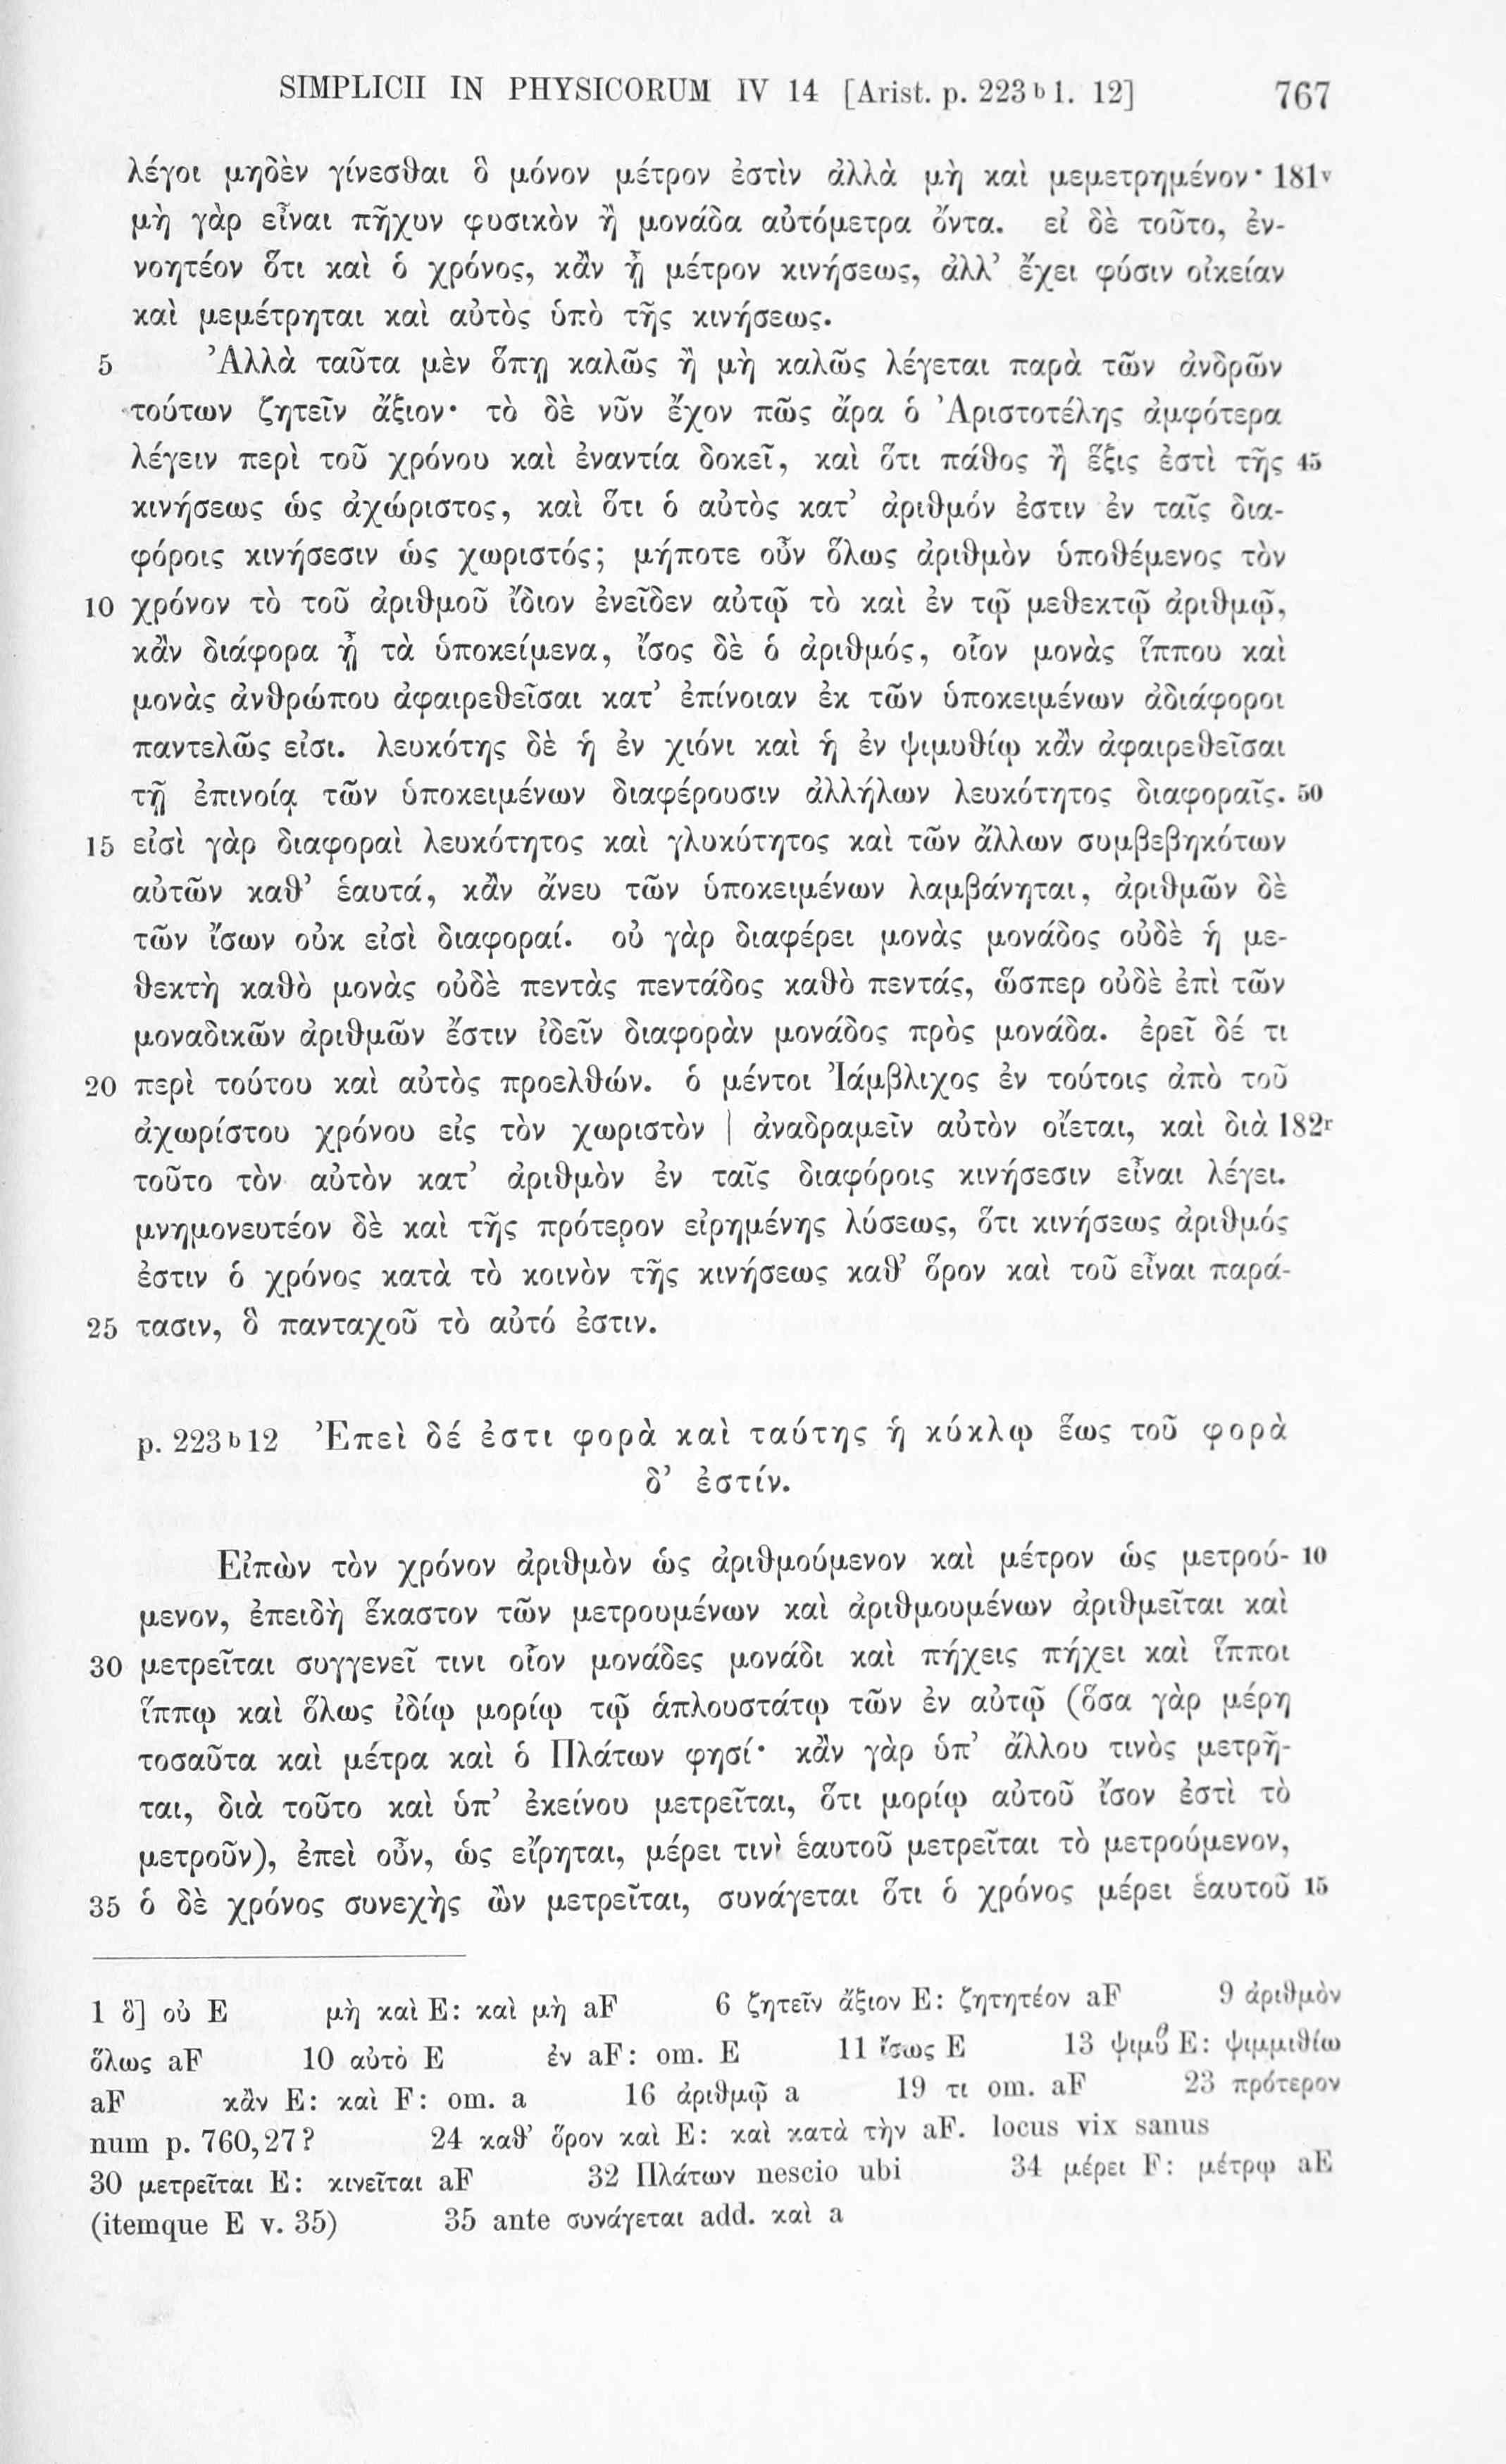 SIMPLICII IN PHYSICORUM IV 14 [Arist. p. 223ᵇ l. 12] 767
λέγοι μηδὲν γίνεσθαι ὃ μόνον μέτρον ἐστὶν ἀλλὰ μὴ καὶ μεμετρημένον· 181ᵛ
μὴ γὰρ εἶναι πῆχυν φυσικὸν ἢ μονάδα αὐτόμετρα ὄντα. εἰ δὲ τοῦτο, ἐν-
νοητέον ὅτι καὶ ὁ χρόνος, κἂν ᾖ μέτρον κινήσεως, ἀλλ’ ἔχει φύσιν οἰκείαν
καὶ μεμέτρηται καὶ αὐτὸς ὑπὸ τῆς κινήσεως.
5 Ἀλλὰ ταῦτα μὲν ὅπῃ καλῶς ἢ μὴ καλῶς λέγεται παρὰ τῶν ἀνδρῶν
τούτων ζητεῖν ἄξιον· τὸ δὲ νῦν ἔχον πῶς ἄρα ὁ Ἀριστοτέλης ἀμφότερα
λέγειν περὶ τοῦ χρόνου καὶ ἐναντία δοκεῖ, καὶ ὅτι πάθος ἢ ἕξις ἐστὶ τῆς 45
κινήσεως ὡς ἀχώριστος, καὶ ὅτι ὁ αὐτὸς κατ’ ἀριθμόν ἐστιν ἐν ταῖς δια-
φόροις κινήσεσιν ὡς χωριστός; μήποτε οὖν ὅλως ἀριθμὸν ὑποθέμενος τὸν
10 χρόνον τὸ τοῦ ἀριθμοῦ ἴδιον ἐνεῖδεν αὐτῷ τὸ καὶ ἐν τῷ μεθεκτῷ ἀριθμῷ,
κἂν διάφορα ᾖ τὰ ὑποκείμενα, ἴσος δὲ ὁ ἀριθμός, οἷον μονὰς ἵππου καὶ
μονὰς ἀνθρώπου ἀφαιρεθεῖσαι κατ’ ἐπίνοιαν ἐκ τῶν ὑποκειμένων ἀδιάφοροι
παντελῶς εἰσι. λευκότης δὲ ἡ ἐν χιόνι καὶ ἡ ἐν ψιμυθίῳ κἂν ἀφαιρεθεῖσαι
τῇ ἐπινοίᾳ τῶν ὑποκειμένων διαφέρουσιν ἀλλήλων λευκότητος διαφοραῖς. 50
15 εἰσὶ γὰρ διαφοραὶ λευκότητος καὶ γλυκύτητος καὶ τῶν ἄλλων συμβεβηκότων
αὐτῶν καθ’ ἑαυτά, κἂν ἄνευ τῶν ὑποκειμένων λαμβάνηται, ἀριθμῶν δὲ
τῶν ἴσων οὐκ εἰσὶ διαφοραί. οὐ γὰρ διαφέρει μονὰς μονάδος οὐδὲ ἡ με-
θεκτὴ καθὸ μονὰς οὐδὲ πεντὰς πεντάδος καθὸ πεντάς, ὥσπερ οὐδὲ ἐπὶ τῶν
μοναδικῶν ἀριθμῶν ἔστιν ἰδεῖν διαφορὰν μονάδος πρὸς μονάδα. ἐρεῖ δέ τι
20 περὶ τούτου καὶ αὐτὸς προελθών. ὁ μέντοι Ἰάμβλιχος ἐν τούτοις ἀπὸ τοῦ
ἀχωρίστου χρόνου εἰς τὸν χωριστὸν | ἀναδραμεῖν αὐτὸν οἴεται, καὶ διὰ 182ʳ
τοῦτο τὸν αὐτὸν κατ’ ἀριθμὸν ἐν ταῖς διαφόροις κινήσεσιν εἶναι λέγει.
μνημονευτέον δὲ καὶ τῆς πρότερον εἰρημένης λύσεως, ὅτι κινήσεως ἀριθμός
ἐστιν ὁ χρόνος κατὰ τὸ κοινὸν τῆς κινήσεως καθ’ ὅρον καὶ τοῦ εἶναι παρά-
25 τασιν, ὃ πανταχοῦ τὸ αὐτό ἐστιν.
p. 223ᵇ12 Ἐπεὶ δέ ἐστι φορὰ καὶ ταύτης ἡ κύκλῳ ἕως τοῦ φορὰ
δ’ ἐστίν.
Εἰπὼν τὸν χρόνον ἀριθμὸν ὡς ἀριθμούμενον καὶ μέτρον ὡς μετρού- 10
μενον, ἐπειδὴ ἕκαστον τῶν μετρουμένων καὶ ἀριθμουμένων ἀριθμεῖται καὶ
30 μετρεῖται συγγενεῖ τινι οἷον μονάδες μονάδι καὶ πήχεις πήχει καὶ ἵπποι
ἵππῳ καὶ ὅλως ἰδίῳ μορίῳ τῷ ἁπλουστάτῳ τῶν ἐν αὐτῷ (ὅσα γὰρ μέρη
τοσαῦτα καὶ μέτρα καὶ ὁ Πλάτων φησί· κἂν γὰρ ὑπ’ ἄλλου τινὸς μετρῆ-
ται, διὰ τοῦτο καὶ ὑπ’ ἐκείνου μετρεῖται, ὅτι μορίῳ αὐτοῦ ἴσον ἐστὶ τὸ
μετροῦν), ἐπεὶ οὖν, ὡς εἴρηται, μέρει τινὶ ἑαυτοῦ μετρεῖται τὸ μετρούμενον,
35 ὁ δὲ χρόνος συνεχὴς ὢν μετρεῖται, συνάγεται ὅτι ὁ χρόνος μέρει ἑαυτοῦ 15
1 ὃ] οὐ E μὴ καὶ E: καὶ μὴ aF 6 ζητεῖν ἄξιον E: ζητητέον aF 9 ἀριθμὸν
ὅλως aF 10 αὐτὸ E ἐν aF: om. E 11 ἴσως E 13 ψιμυ̑ᶿ E: ψιμμιθίω
aF κἂν E: καὶ F: om. a 16 ἀριθμῷ a 19 τι om. aF 23 πρότερον
num p. 760,27? 24 καθ’ ὅρον καὶ E: καὶ κατὰ τὴν aF. locus vix sanus
30 μετρεῖται E: κινεῖται aF 32 Πλάτων nescio ubi 34 μέρει F: μέτρῳ aE
(itemque E v. 35) 35 ante συνάγεται add. καὶ a